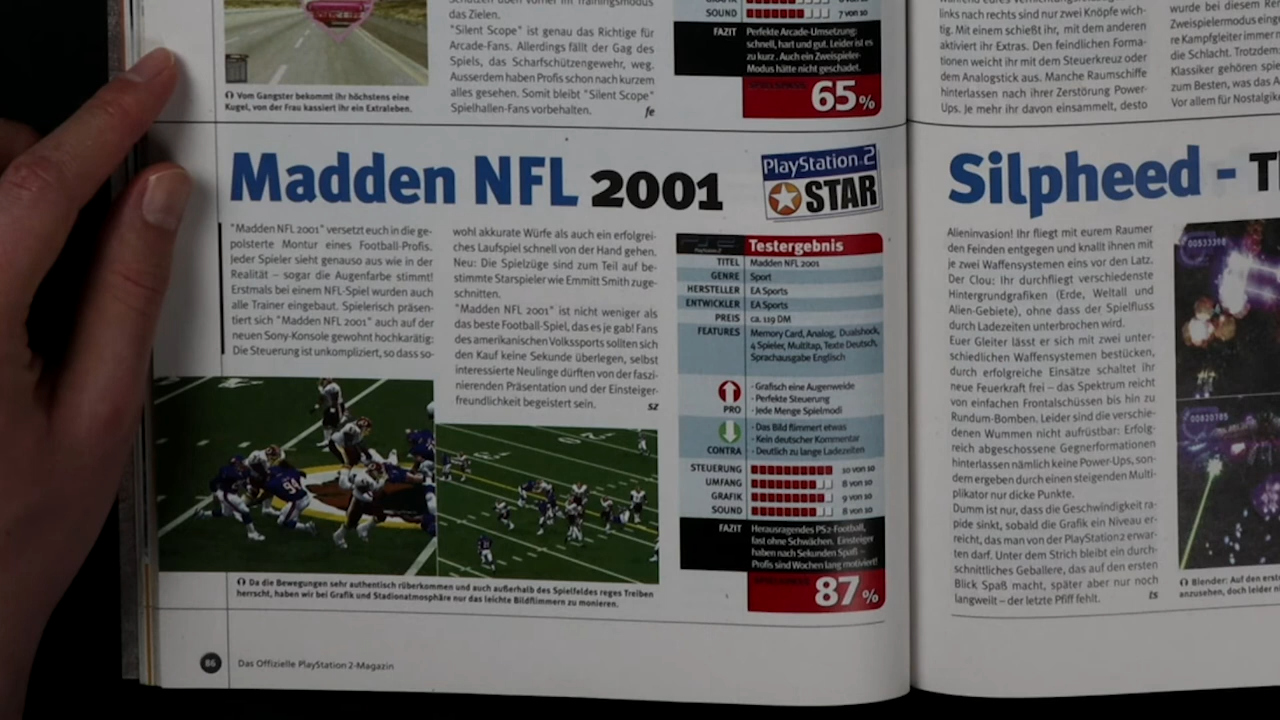 das Zielen.
"Silent Scope" ist genau das Richtige für
Arcade-Fans. Allerdings fällt der Gag des
Spiels, das Scharfschützengewehr, weg.
Ausserdem haben Profis schon nach kurzem
alles gesehen. Somit bleibt "Silent Scope"
Spielhallen-Fans vorbehalten. fe
Vom Gangster bekommt ihr höchstens eine
Kugel, von der Frau kassiert ihr ein Extraleben.
SOUND 7 von 10
FAZIT Perfekte Arcade-Umsetzung:
schnell, hart und gut. Leider ist es
zu kurz. Auch ein Zweispieler-
Modus hätte nicht geschadet.
65%
Madden NFL 2001
PlayStation 2
STAR
"Madden NFL 2001" versetzt euch in die ge-
polsterte Montur eines Football-Profis.
Jeder Spieler sieht genauso aus wie in der
Realität – sogar die Augenfarbe stimmt!
Erstmals bei einem NFL-Spiel wurden auch
alle Trainer eingebaut. Spielerisch präsen-
tiert sich "Madden NFL 2001" auch auf der
neuen Sony-Konsole gewohnt hochkarätig:
Die Steuerung ist unkompliziert, so dass so-
wohl akkurate Würfe als auch ein erfolgrei-
ches Laufspiel schnell von der Hand gehen.
Neu: Die Spielzüge sind zum Teil auf be-
stimmte Starspieler wie Emmitt Smith zuge-
schnitten.
"Madden NFL 2001" ist nicht weniger als
das beste Football-Spiel, das es je gab! Fans
des amerikanischen Volkssports sollten sich
den Kauf keine Sekunde überlegen, selbst
interessierte Neulinge dürften von der faszi-
nierenden Präsentation und der Einsteiger-
freundlichkeit begeistert sein. sz
Da die Bewegungen sehr authentisch rüberkommen und auch außerhalb des Spielfeldes reges Treiben
herrscht, haben wir bei Grafik und Stadionatmosphäre nur das leichte Bildflimmern zu monieren.
Testergebnis
TITEL Madden NFL 2001
GENRE Sport
HERSTELLER EA Sports
ENTWICKLER EA Sports
PREIS ca. 119 DM
FEATURES Memory Card, Analog, Dualshock,
4 Spieler, Multitap, Texte Deutsch,
Sprachausgabe Englisch
PRO
- Grafisch eine Augenweide
- Perfekte Steuerung
- Jede Menge Spielmodi
CONTRA
- Das Bild flimmert etwas
- Kein deutscher Kommentar
- Deutlich zu lange Ladezeiten
STEUERUNG 10 von 10
UMFANG 8 von 10
GRAFIK 9 von 10
SOUND 8 von 10
FAZIT Herausragendes PS2-Football,
fast ohne Schwächen. Einsteiger
haben nach Sekunden Spaß –
Profis sind Wochen lang motiviert!
87%
86 Das Offizielle PlayStation 2-Magazin
links nach rechts sind nur zwei Knöpfe wich-
tig. Mit einem schießt ihr, mit dem anderen
aktiviert ihr Extras. Den feindlichen Forma-
tionen weicht ihr mit dem Steuerkreuz oder
dem Analogstick aus. Manche Raumschiffe
hinterlassen nach ihrer Zerstörung Power-
Ups. Je mehr ihr davon einsammelt, desto
wurde bei diesem
Zweispielermodus
re Kampfgleiter
die Schlacht. Trotzdem
Klassiker gehören
zum Besten, was das
Vor allem für
Silpheed -
Alieninvasion! Ihr fliegt mit eurem Raumer
den Feinden entgegen und knallt ihnen mit
je zwei Waffensystemen eins vor den Latz.
Der Clou: Ihr durchfliegt verschiedenste
Hintergrundgrafiken (Erde, Weltall und
Alien-Gebiete), ohne dass der Spielfluss
durch Ladezeiten unterbrochen wird.
Euer Gleiter lässt er sich mit zwei unter-
schiedlichen Waffensystemen bestücken,
durch erfolgreiche Einsätze schaltet ihr
neue Feuerkraft frei – das Spektrum reicht
von einfachen Frontalschüssen bis hin zu
Rundum-Bomben. Leider sind die verschie-
denen Wummen nicht aufrüstbar: Erfolg-
reich abgeschossene Gegnerformationen
hinterlassen nämlich keine Power-Ups, son-
dern ergeben durch einen steigenden Multi-
plikator nur dicke Punkte.
Dumm ist nur, dass die Geschwindigkeit ra-
pide sinkt, sobald die Grafik ein Niveau er-
reicht, das man von der PlayStation2 erwar-
ten darf. Unter dem Strich bleibt ein durch-
schnittliches Geballere, das auf den ersten
Blick Spaß macht, später aber nur noch
langweilt – der letzte Pfiff fehlt. ts
Blender: Auf den
anzusehen, doch leider